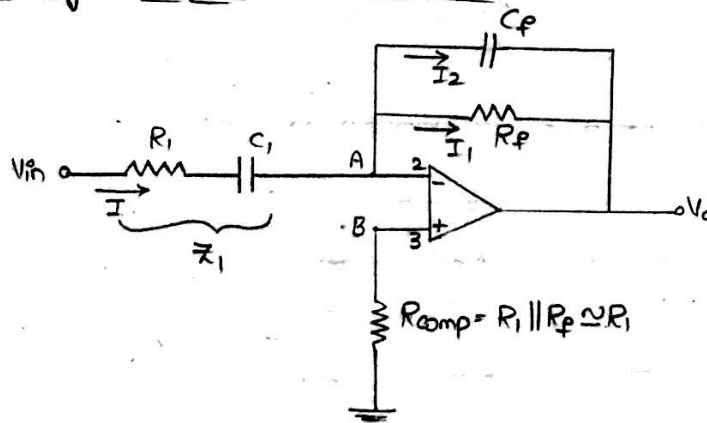 Cf
I2
R1 C1
Rf
I1
Vin
A
2
-
I
Z1
B
3
+
Vo
Rcomp = R1 || Rf ≃ R1